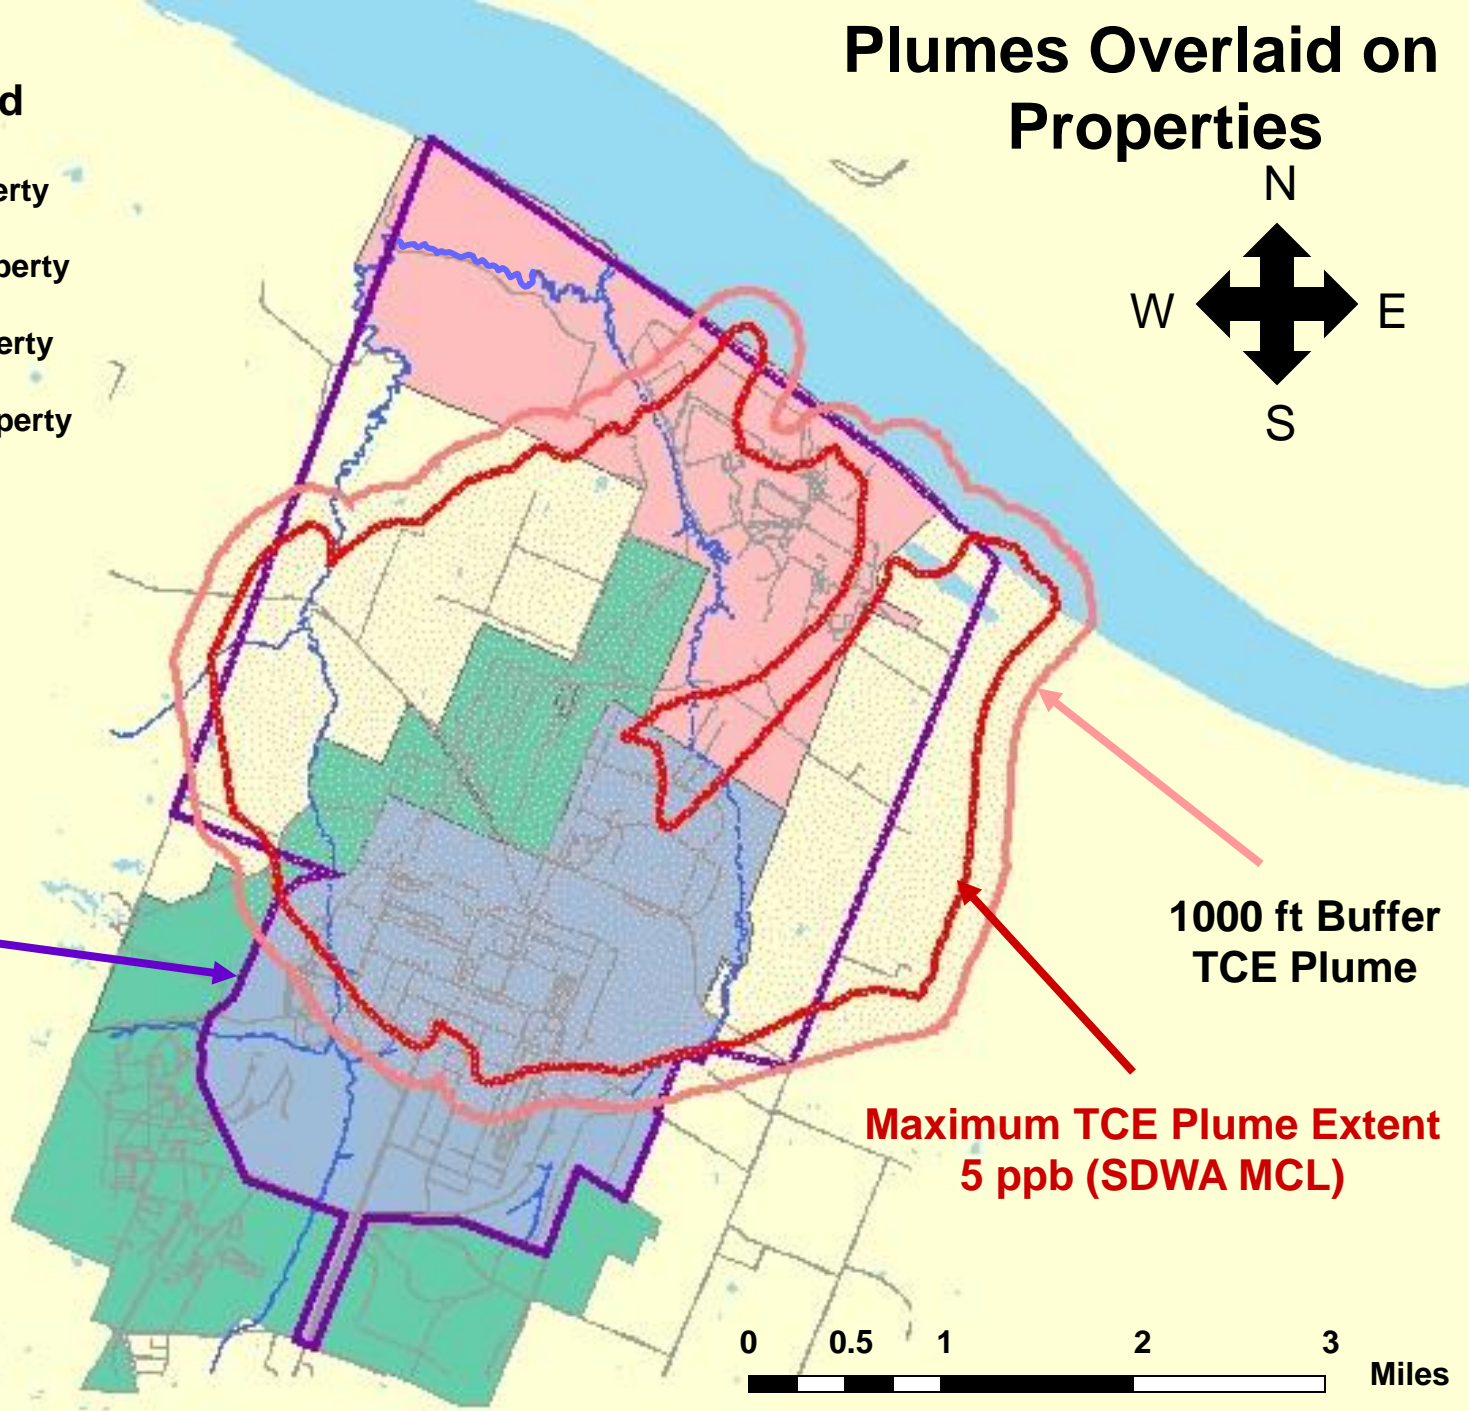 Plumes Overlaid on
Properties
d
erty
perty
erty
perty
N
W
E
S
1000 ft Buffer
TCE Plume
Maximum TCE Plume Extent
5 ppb (SDWA MCL)
0 0.5 1 2 3
Miles